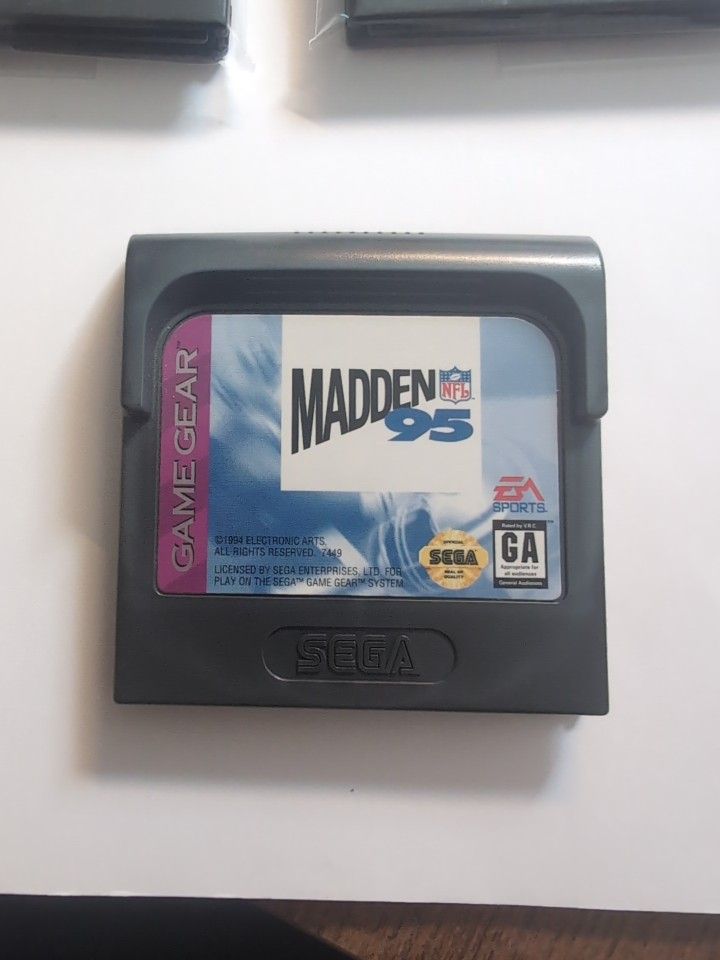 GAME GEAR™
MADDEN NFL
95
EA
SPORTS™
©1994 ELECTRONIC ARTS.
ALL RIGHTS RESERVED. 7449
LICENSED BY SEGA ENTERPRISES, LTD. FOR
PLAY ON THE SEGA™ GAME GEAR™ SYSTEM.
OFFICIAL
SEGA
SEAL OF
QUALITY
Rated by V.R.C.
GA
Appropriate for
all audiences
General Audiences
SEGA